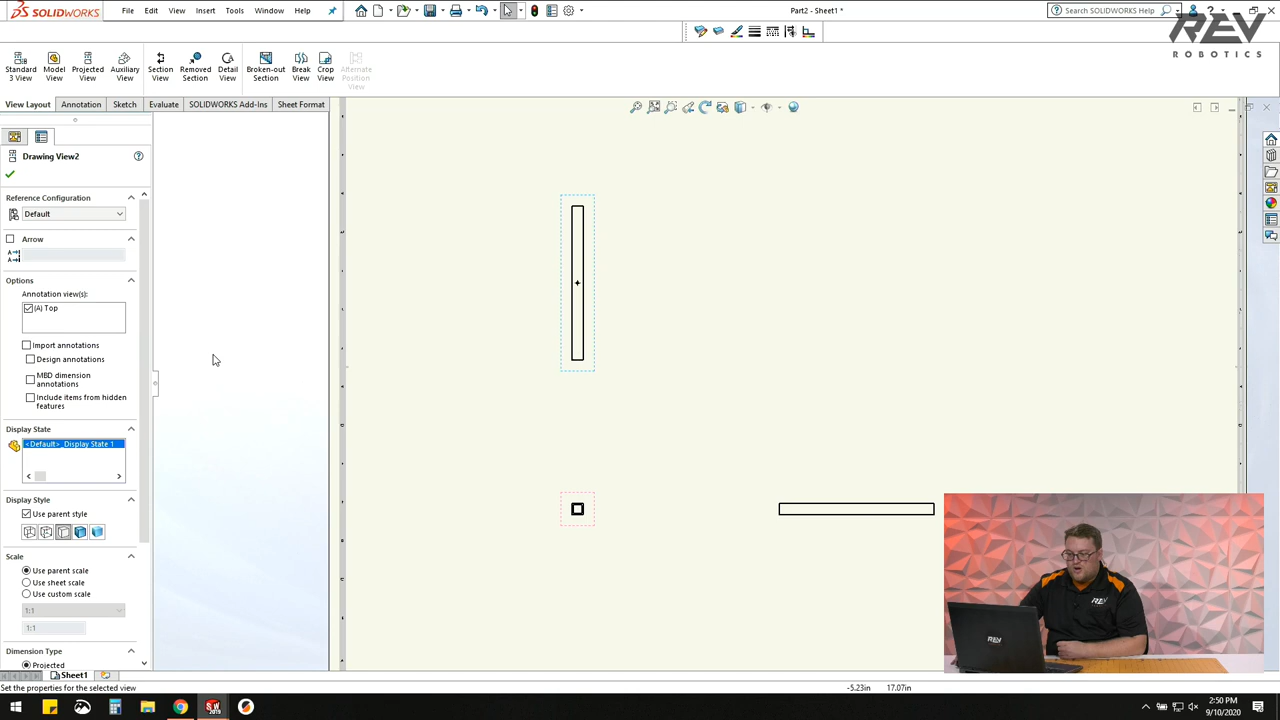 SOLIDWORKS File Edit View Insert Tools Window Help Part2 - Sheet1 * Search SOLIDWORKS Help ?
REV
ROBOTICS
Standard 3 View
Model View
Projected View
Auxiliary View
Section View
Removed Section
Detail View
Broken-out Section
Break View
Crop View
Alternate Position View
View Layout Annotation Sketch Evaluate SOLIDWORKS Add-Ins Sheet Format
Drawing View2
Reference Configuration
Default
Arrow
Options
Annotation view(s):
(A) Top
Import annotations
Design annotations
MBD dimension
annotations
Include items from hidden
features
Display State
<Default>_Display State 1
Display Style
Use parent style
Scale
Use parent scale
Use sheet scale
Use custom scale
1:1
1:1
Dimension Type
Projected
Sheet1
Set the properties for the selected view -5.23in 17.07in
REV
REV
2:50 PM
9/10/2020